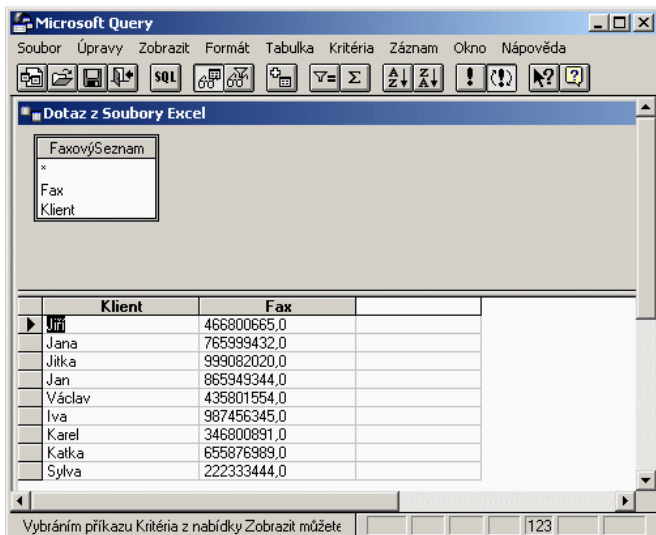 Microsoft Query
Soubor Úpravy Zobrazit Formát Tabulka Kritéria Záznam Okno Nápověda
SQL
Dotaz z Soubory Excel
FaxovýSeznam
*
Fax
Klient
Klient Fax
Jiří 466800665,0
Jana 765999432,0
Jitka 999082020,0
Jan 865949344,0
Václav 435801554,0
Iva 987456345,0
Karel 346800891,0
Katka 655876989,0
Sylva 222333444,0
Vybráním příkazu Kritéria z nabídky Zobrazit můžete 123